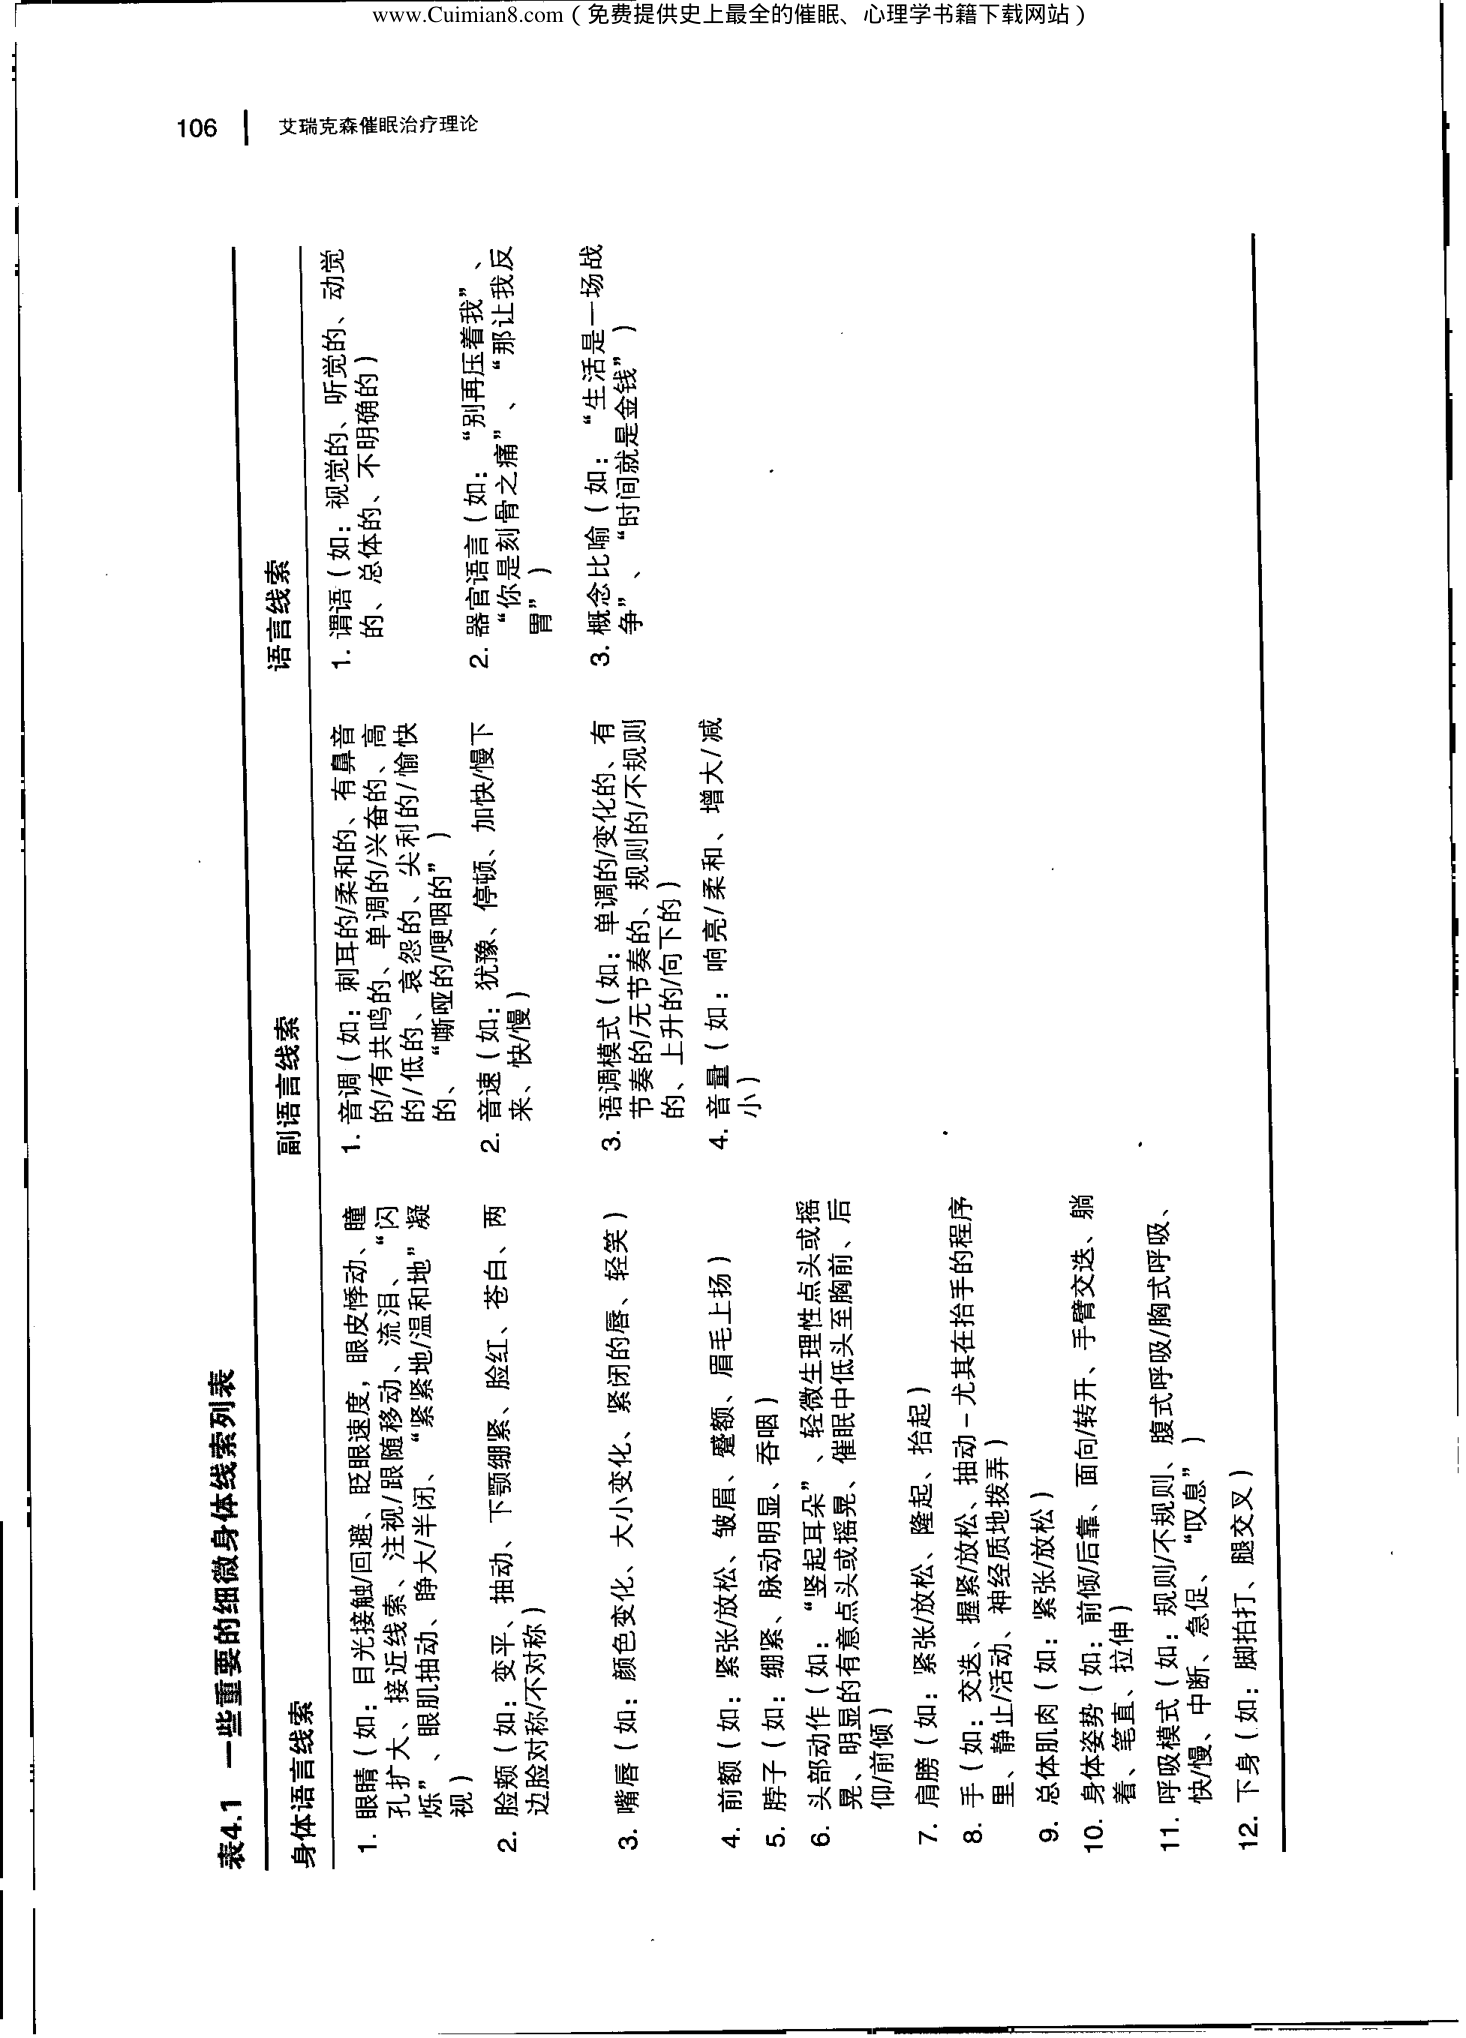 www.Cuimian8.com（免费提供史上最全的催眠、心理学书籍下载网站）
106 艾瑞克森催眠治疗理论
表4.1 一些重要的细微身体线索列表
身体语言线索
1. 眼睛（如：目光接触/回避、眨眼速度，眼皮悸动、瞳
孔扩大、接近线索、注视/跟随移动、流泪、“闪
烁”、眼肌抽动、睁大/半闭、“紧紧地/温和地”凝
视）
2. 脸颊（如：变平、抽动、下颚绷紧、脸红、苍白、两
边脸对称/不对称）
3. 嘴唇（如：颜色变化、大小变化、紧闭的唇、轻笑）
4. 前额（如：紧张/放松、皱眉、蹙额、眉毛上扬）
5. 脖子（如：绷紧、脉动明显、吞咽）
6. 头部动作（如：“竖起耳朵”、轻微生理性点头或摇
晃、明显的有意点头或摇晃、催眠中低头至胸前、后
仰/前倾）
7. 肩膀（如：紧张/放松、隆起、抬起）
8. 手（如：交迭、握紧/放松、抽动－尤其在抬手的程序
里、静止/活动、神经质地拨弄）
9. 总体肌肉（如：紧张/放松）
10. 身体姿势（如：前倾/后靠、面向/转开、手臂交迭、躺
着、笔直、拉伸）
11. 呼吸模式（如：规则/不规则、腹式呼吸/胸式呼吸、
快/慢、中断、急促、“叹息”）
12. 下身（如：脚拍打、腿交叉）
副语言线索
1. 音调（如：刺耳的/柔和的、有鼻音
的/有共鸣的、单调的/兴奋的、高
的/低的、哀怨的、尖利的/愉快
的、“嘶哑的/哽咽的”）
2. 音速（如：犹豫、停顿、加快/慢下
来、快/慢）
3. 语调模式（如：单调的/变化的、有
节奏的/无节奏的、规则的/不规则
的、上升的/向下的）
4. 音量（如：响亮/柔和、增大/减
小）
语言线索
1. 谓语（如：视觉的、听觉的、动觉
的、总体的、不明确的）
2. 器官语言（如：“别再压着我”、
“你是刻骨之痛”、“那让我反
胃”）
3. 概念比喻（如：“生活是一场战
争”、“时间就是金钱”）